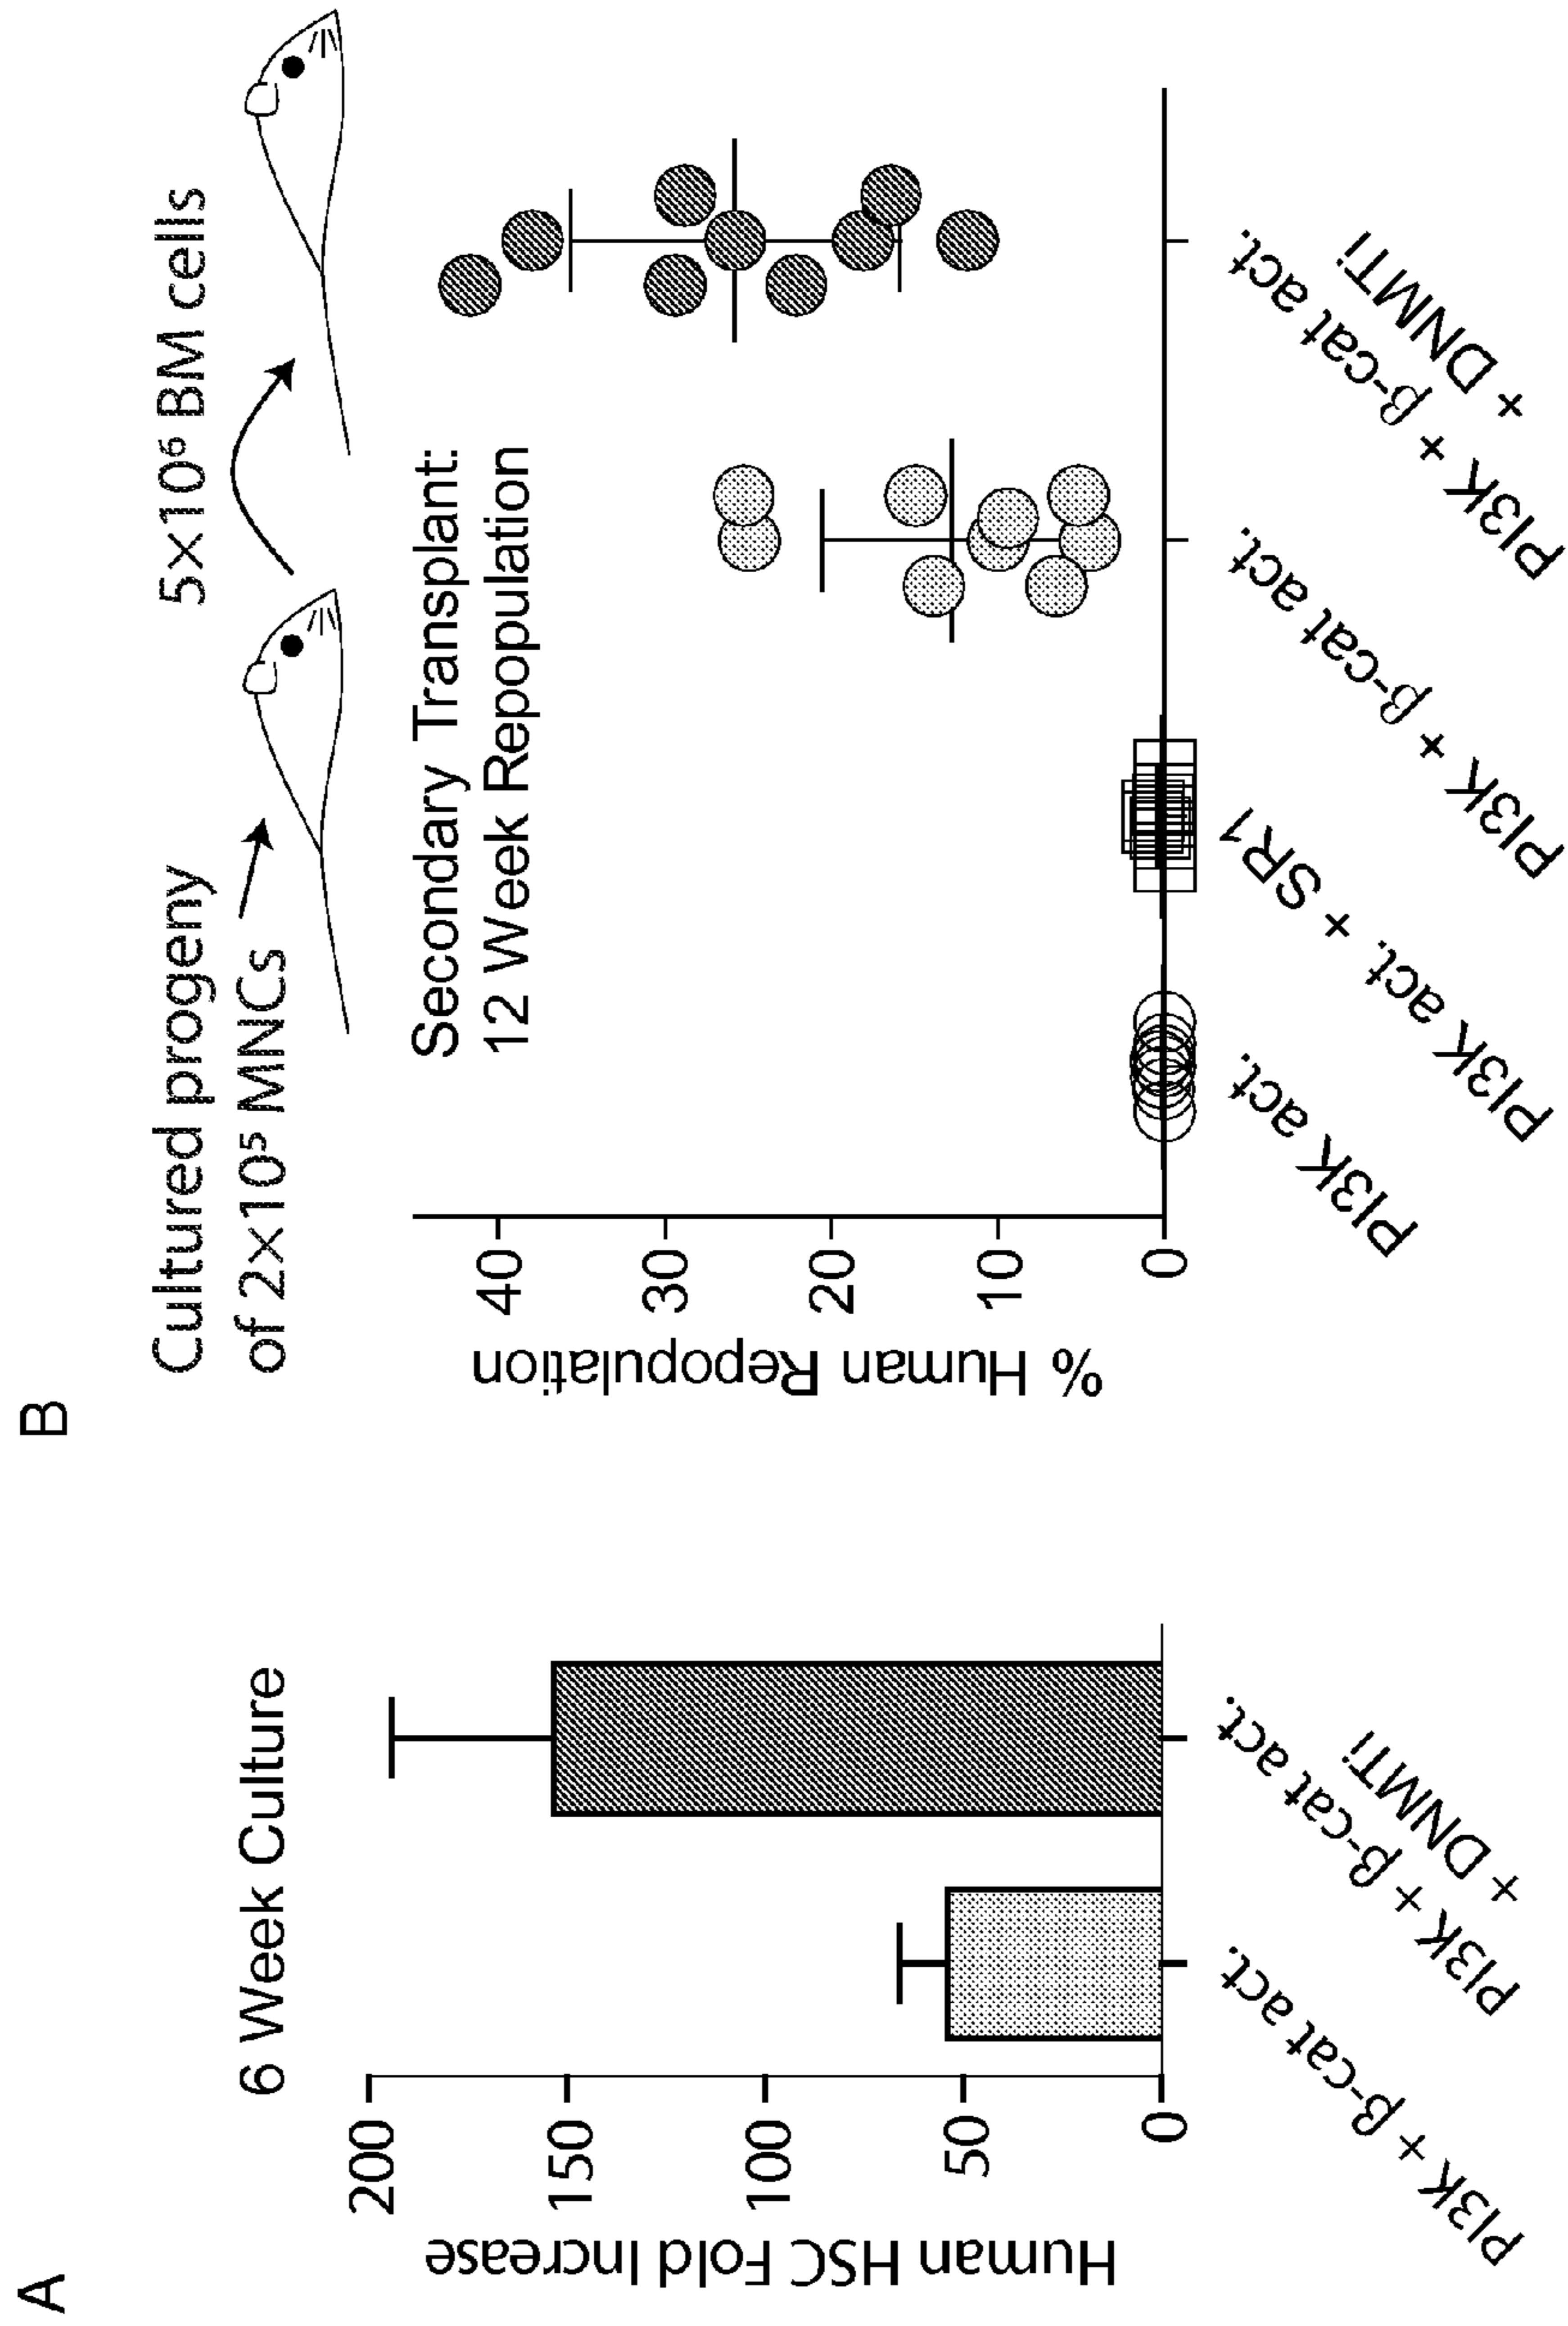 A
6 Week Culture
Human HSC Fold Increase
200
150
100
50
0
PI3K + β-cat act.
PI3K + β-cat act.
+ DNMTi
B
Cultured progeny
of 2×10⁵ MNCs
5×10⁶ BM cells
Secondary Transplant:
12 Week Repopulation
% Human Repopulation
40
30
20
10
0
PI3K act.
PI3K act. + SR1
PI3K + β-cat act.
PI3K + β-cat act.
+ DNMTi